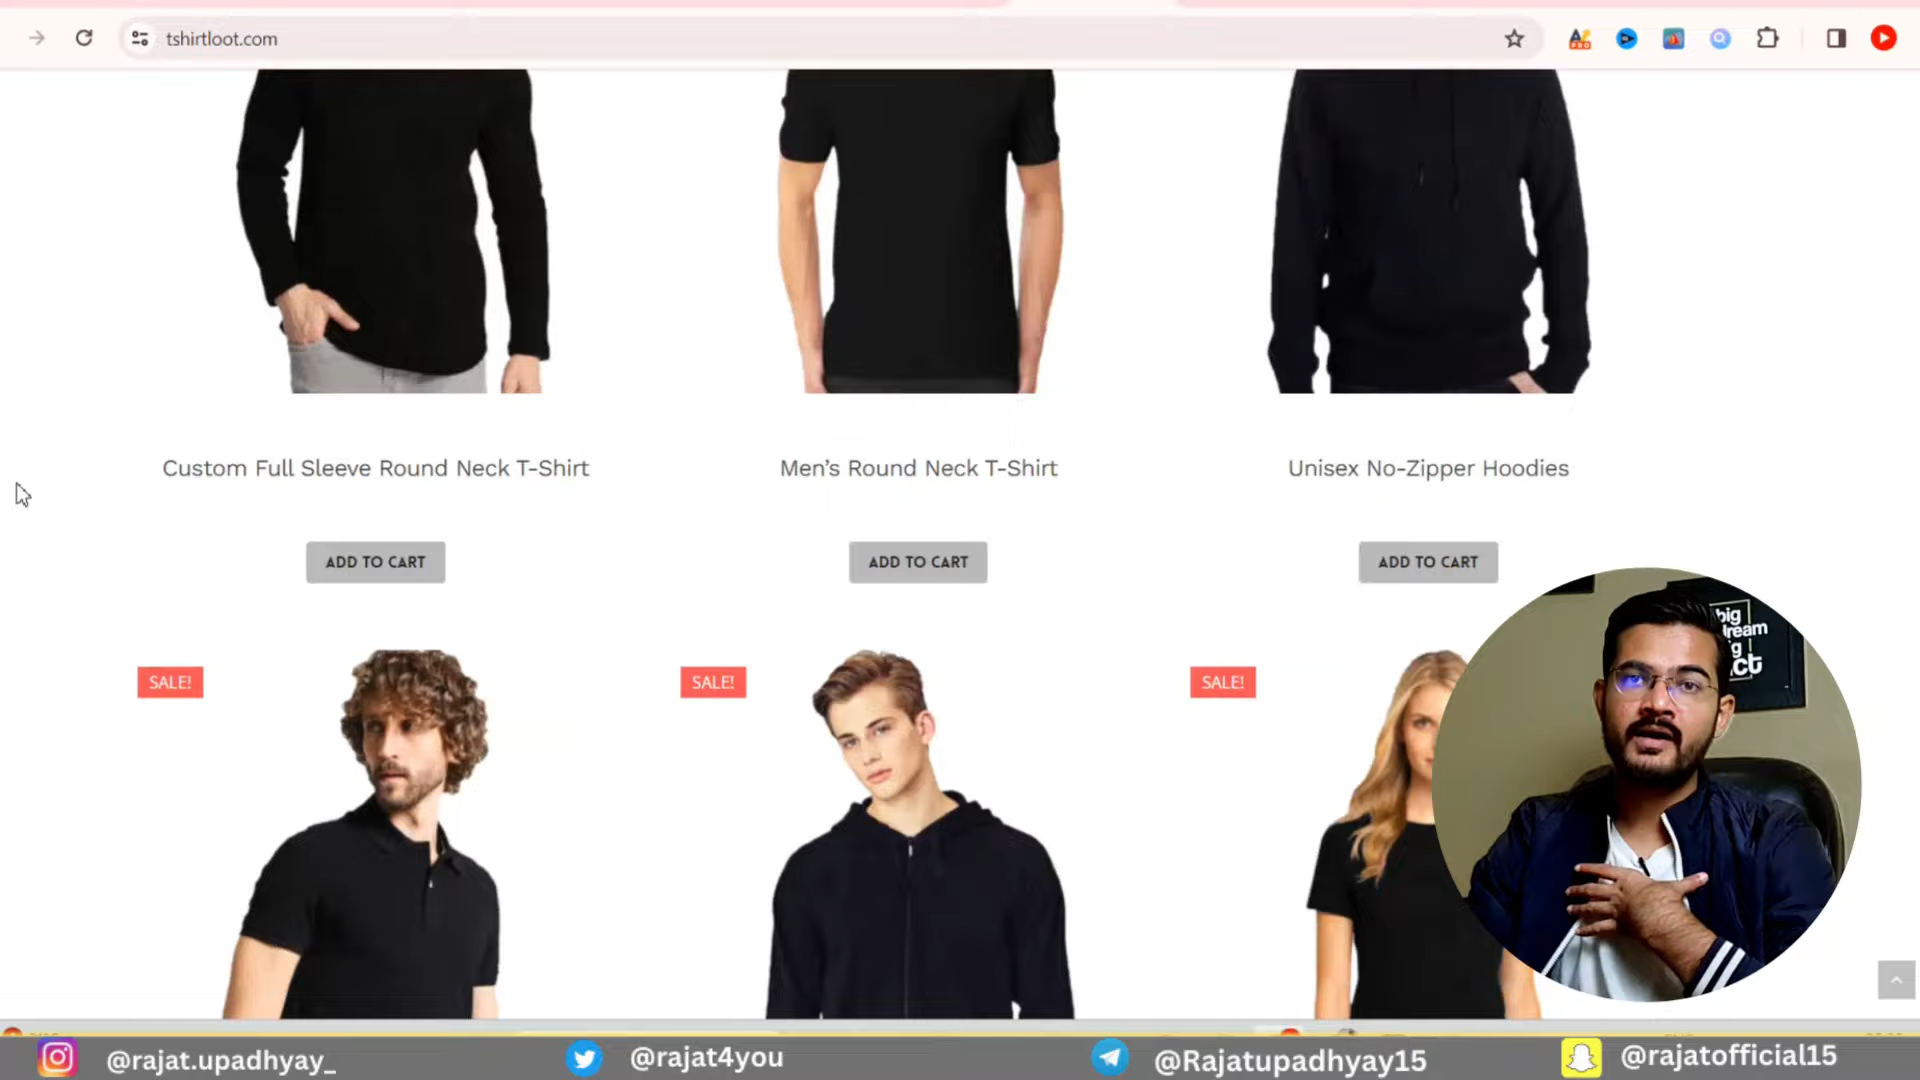 tshirtloot.com
Custom Full Sleeve Round Neck T-Shirt
Men's Round Neck T-Shirt
Unisex No-Zipper Hoodies
ADD TO CART
ADD TO CART
ADD TO CART
SALE!
SALE!
SALE!
big
@rajat.upadhyay_
@rajat4you
@Rajatupadhyay15
@rajatofficial15